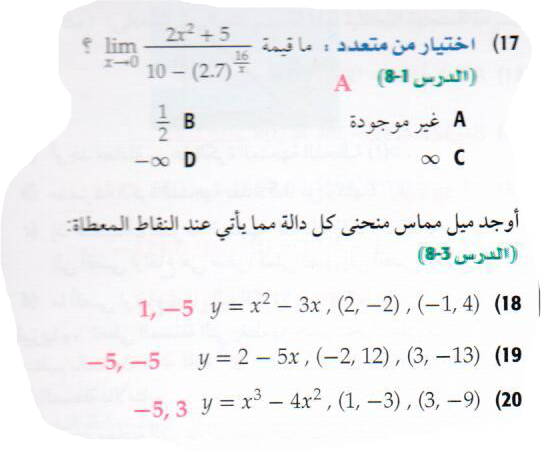 17) اختيار من متعدد : ما قيمة lim x→0 (2x² + 5)/(10 − (2.7)^(16/x)) ؟
(الدرس 1-8) A
A غير موجودة B 1/2
C ∞ D −∞
أوجد ميل مماس منحنى كل دالة مما يأتي عند النقاط المعطاة:
(الدرس 3-8)
18) y = x² − 3x , (2, −2) , (−1, 4) 1, −5
19) y = 2 − 5x , (−2, 12) , (3, −13) −5, −5
20) y = x³ − 4x² , (1, −3) , (3, −9) −5, 3